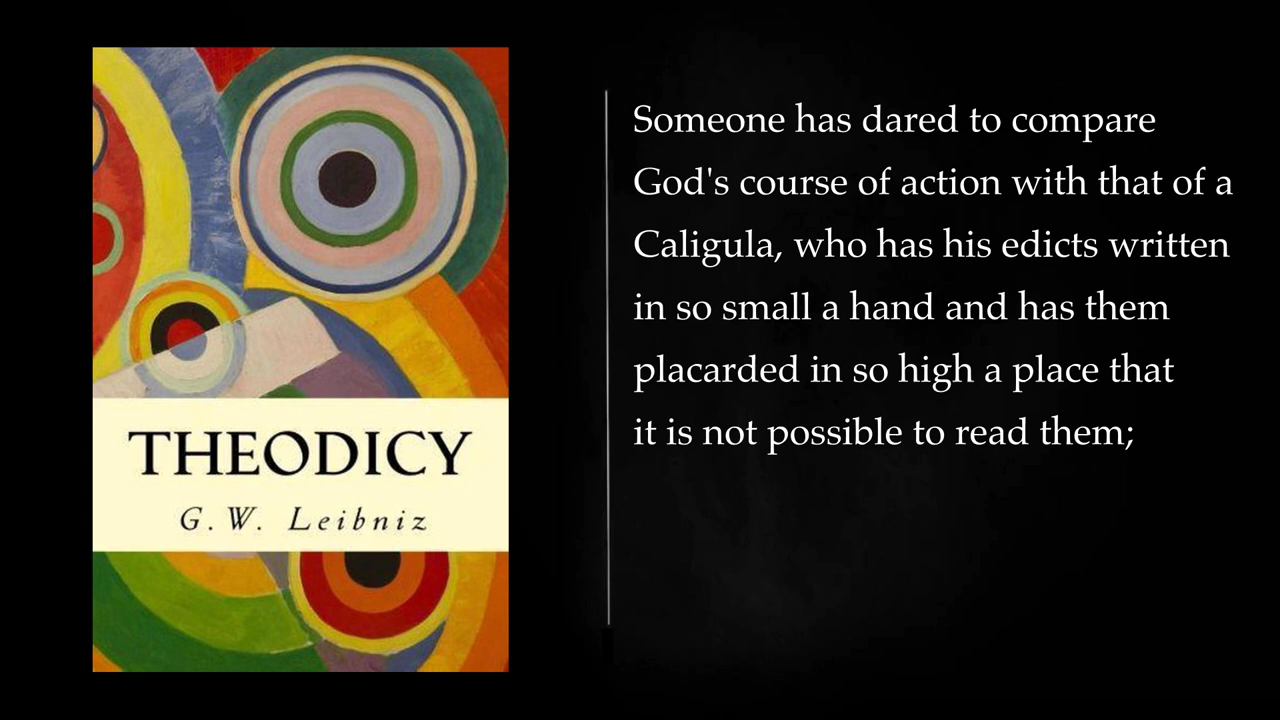 THEODICY
G. W. Leibniz
Someone has dared to compare
God's course of action with that of a
Caligula, who has his edicts written
in so small a hand and has them
placarded in so high a place that
it is not possible to read them;